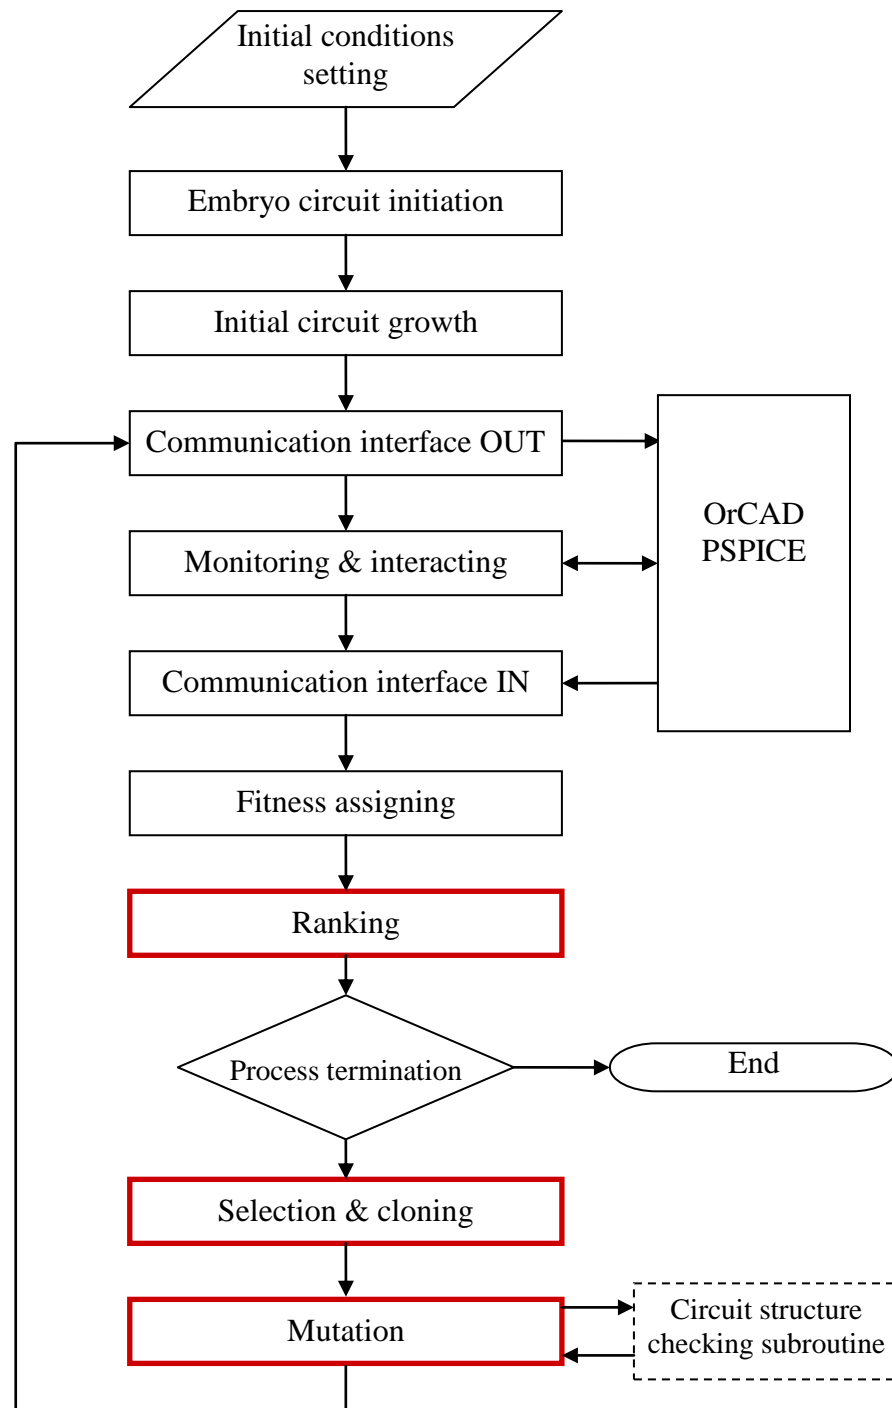 Initial conditions
setting
Embryo circuit initiation
Initial circuit growth
Communication interface OUT
OrCAD
PSPICE
Monitoring & interacting
Communication interface IN
Fitness assigning
Ranking
Process termination
End
Selection & cloning
Mutation
Circuit structure
checking subroutine